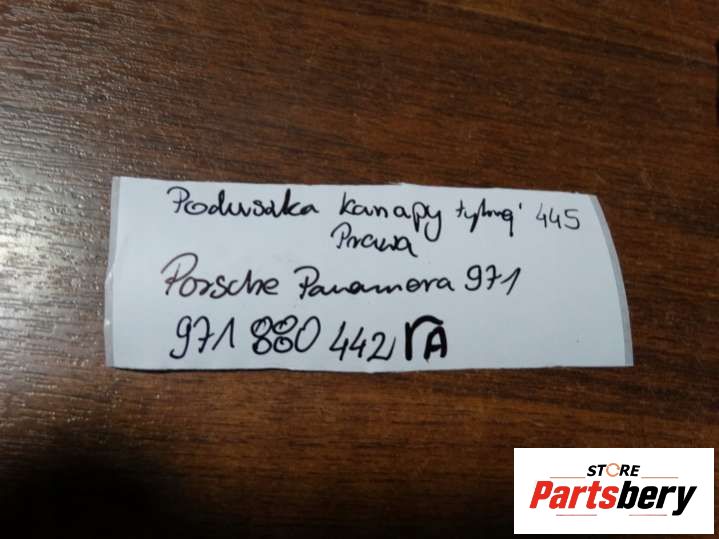 Poduszka kanapy tylnej 445
Prawa
Porsche Panamera 971
971 880 442 rA
STORE
Partsbery